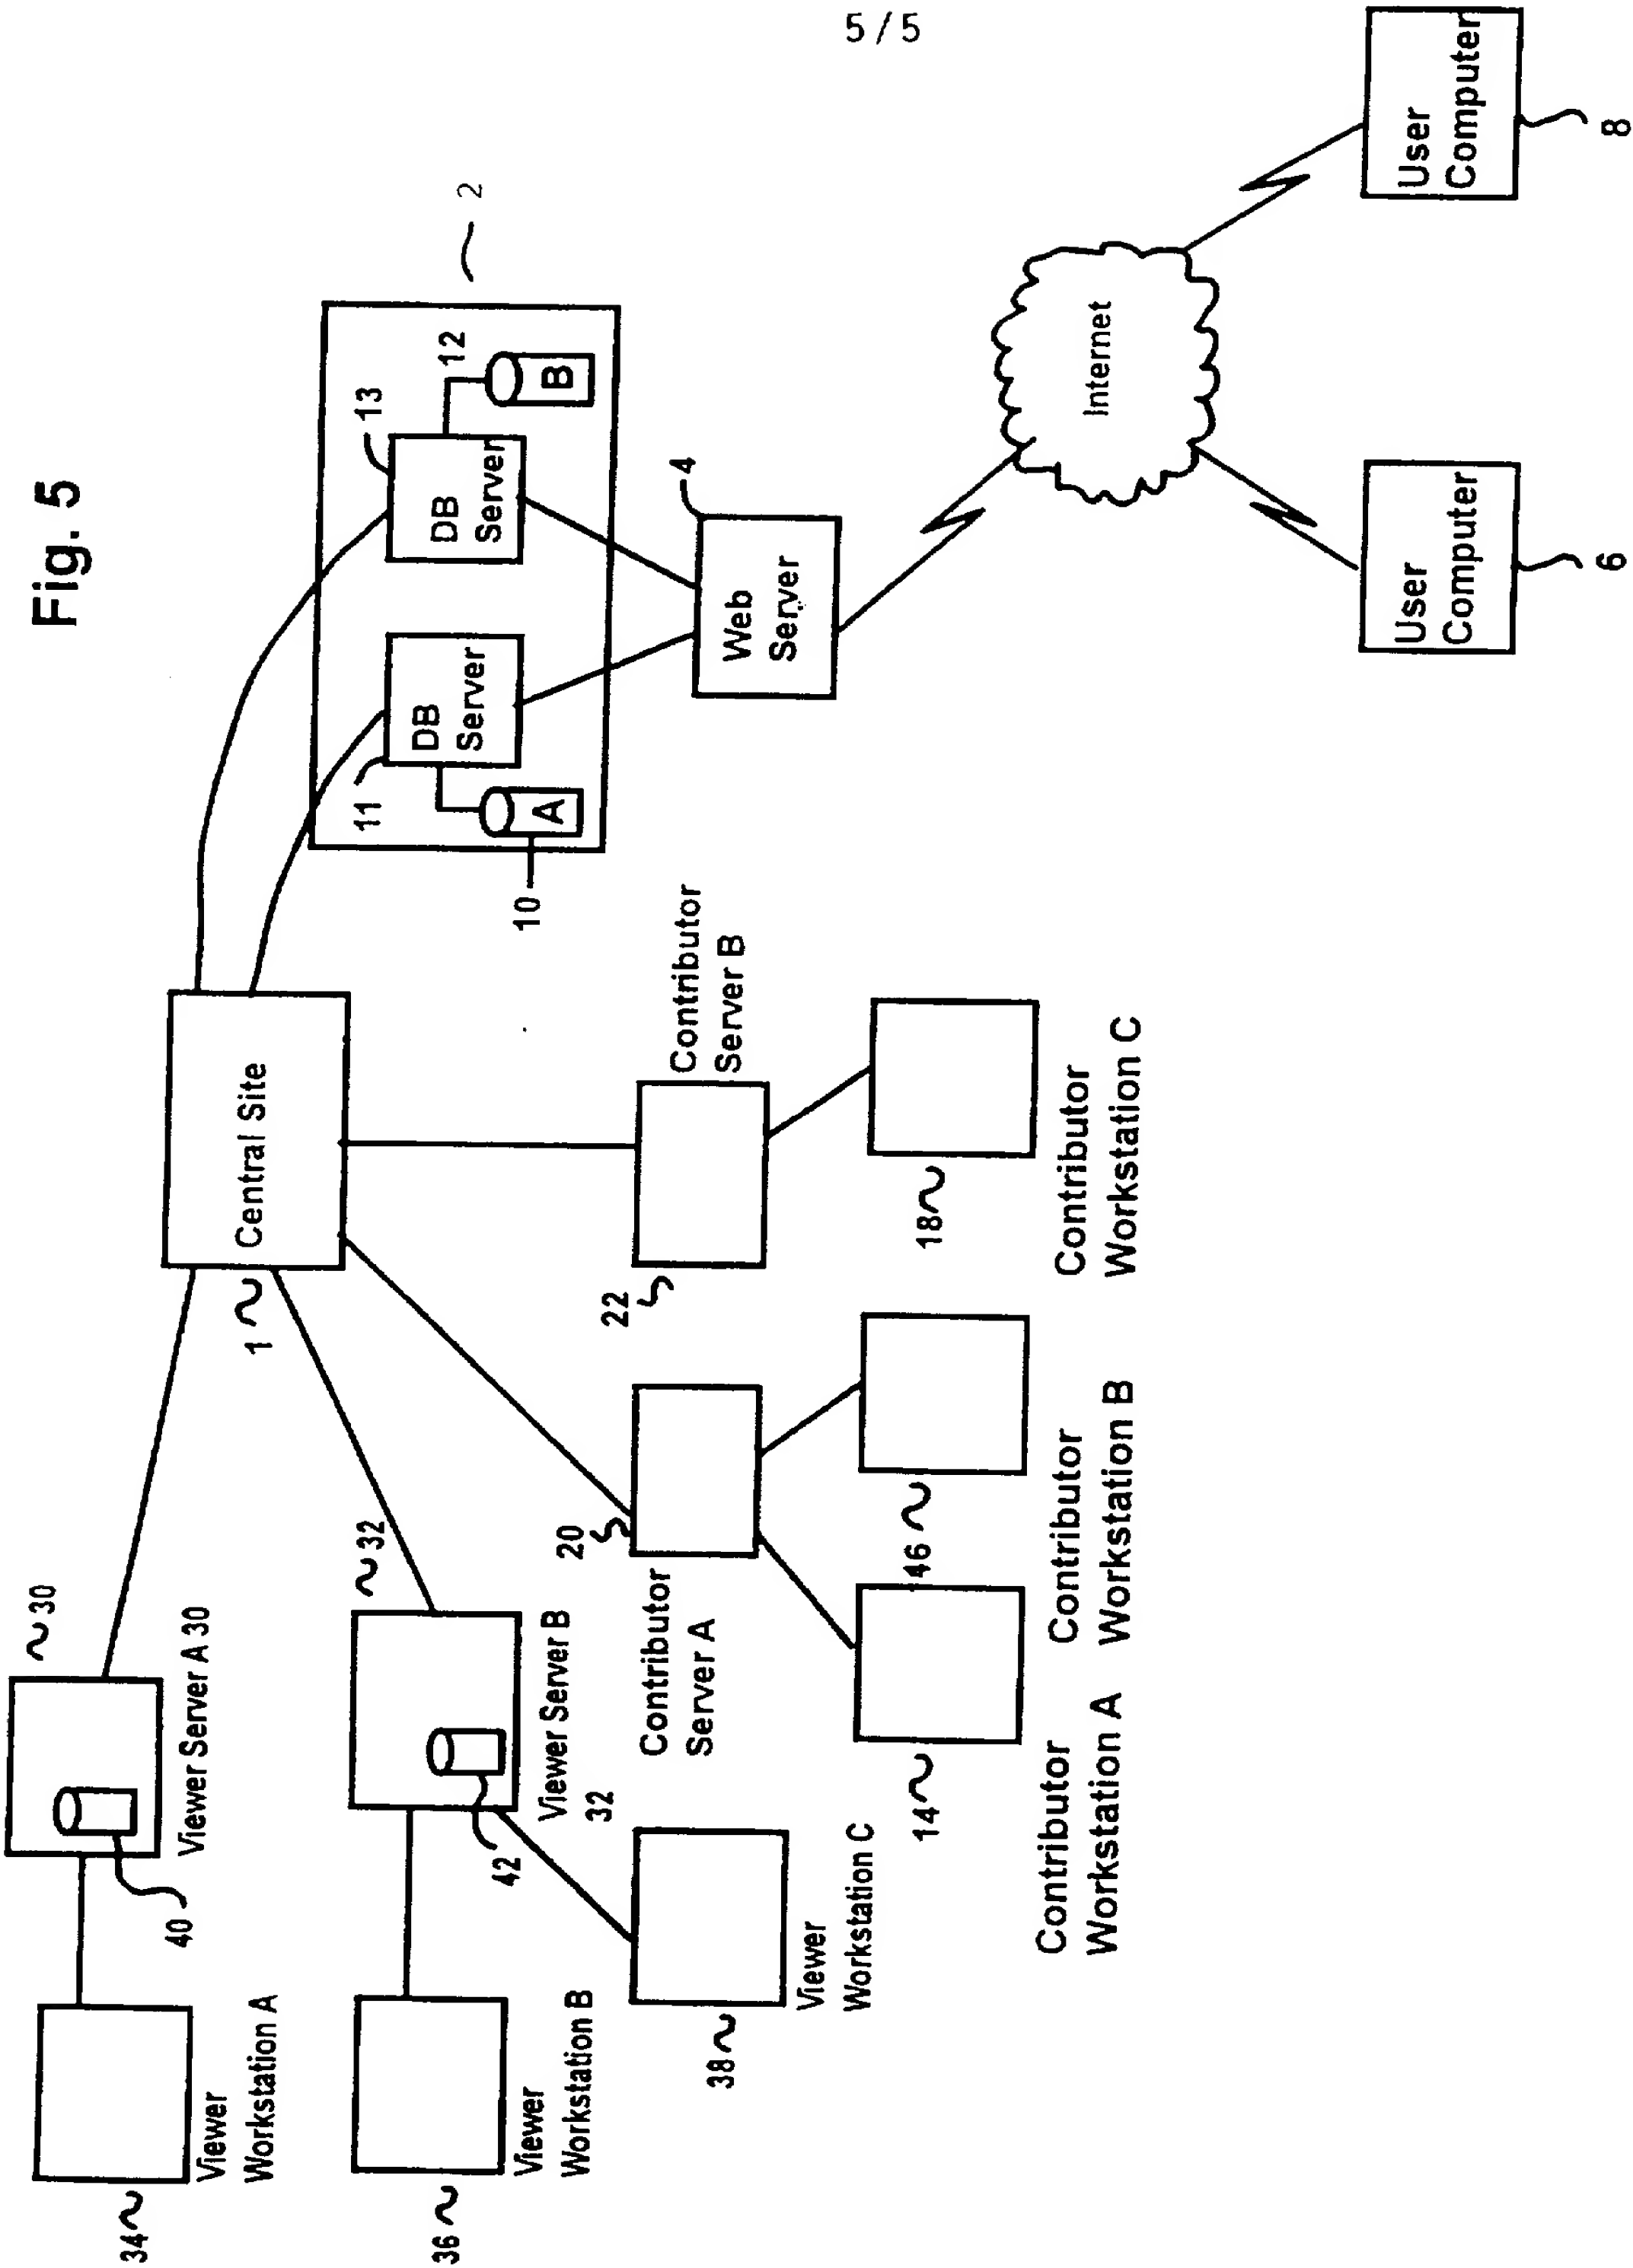 5/5
Fig. 5
2
13
12
DB
Server
B
11
DB
Server
A
10
4
Web
Server
Internet
User
Computer
8
User
Computer
6
Central Site
1
Contributor
Server B
22
18
Contributor
Workstation C
20
Contributor
Server A
46
Contributor
Workstation B
14
Contributor
Workstation A
30
Viewer Server A 30
40
32
Viewer Server B
32
42
34
Viewer
Workstation A
36
Viewer
Workstation B
38
Viewer
Workstation C